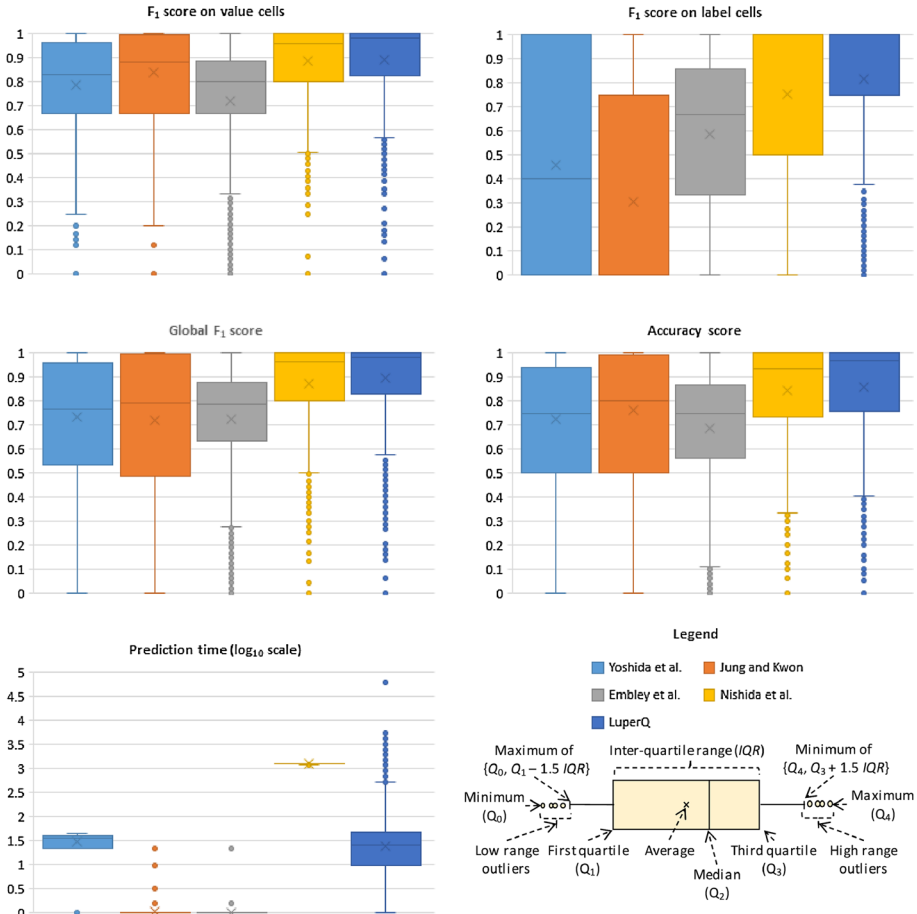 F₁ score on value cells
1
0.9
0.8
0.7
0.6
0.5
0.4
0.3
0.2
0.1
0
F₁ score on label cells
1
0.9
0.8
0.7
0.6
0.5
0.4
0.3
0.2
0.1
0
Global F₁ score
1
0.9
0.8
0.7
0.6
0.5
0.4
0.3
0.2
0.1
0
Accuracy score
1
0.9
0.8
0.7
0.6
0.5
0.4
0.3
0.2
0.1
0
Prediction time (log₁₀ scale)
5
4.5
4
3.5
3
2.5
2
1.5
1
0.5
0
Legend
Yoshida et al.
Jung and Kwon
Embley et al.
Nishida et al.
LuperQ
Maximum of
{Q₀, Q₁ – 1.5 IQR}
Inter-quartile range (IQR)
Minimum of
{Q₄, Q₃ + 1.5 IQR}
Minimum
(Q₀)
Maximum
(Q₄)
Low range
outliers
First quartile
(Q₁)
Average
Median
(Q₂)
Third quartile
(Q₃)
High range
outliers